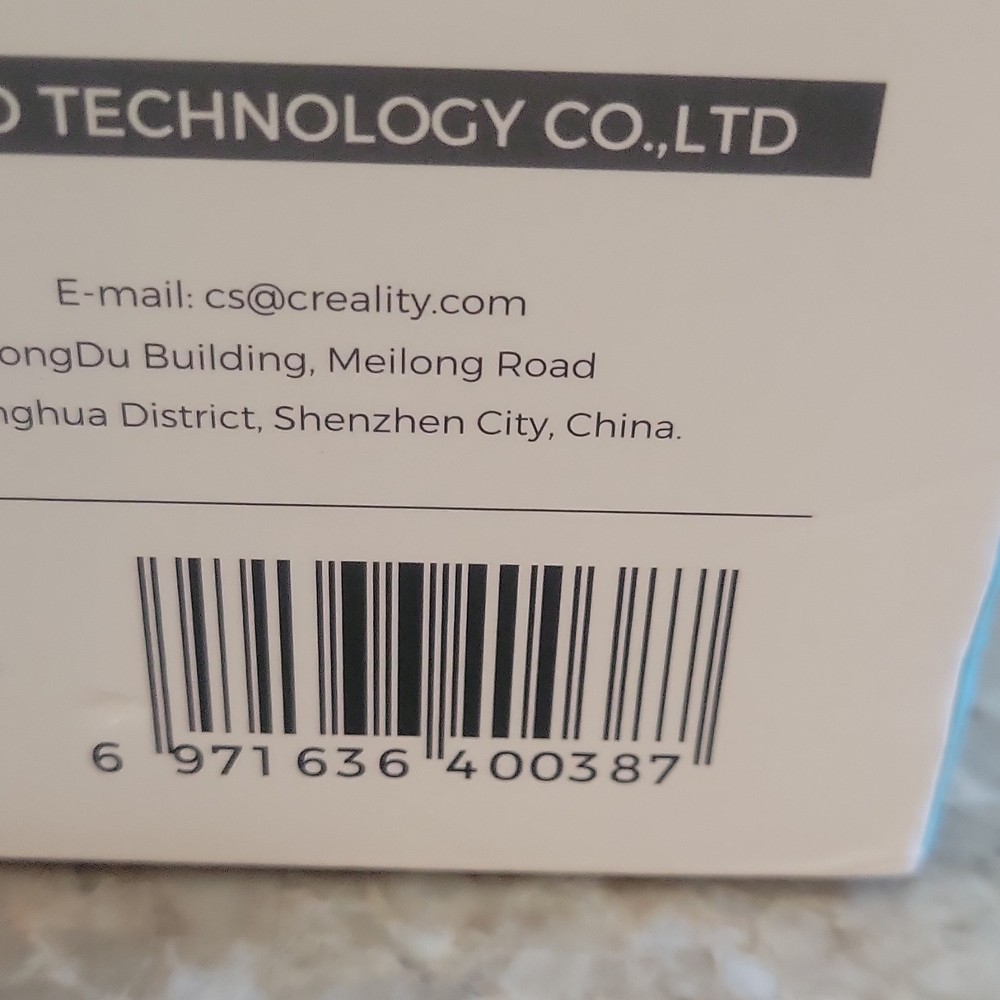 TECHNOLOGY CO.,LTD
E-mail: cs@creality.com
ongDu Building, Meilong Road
nghua District, Shenzhen City, China.
6 971636 400387